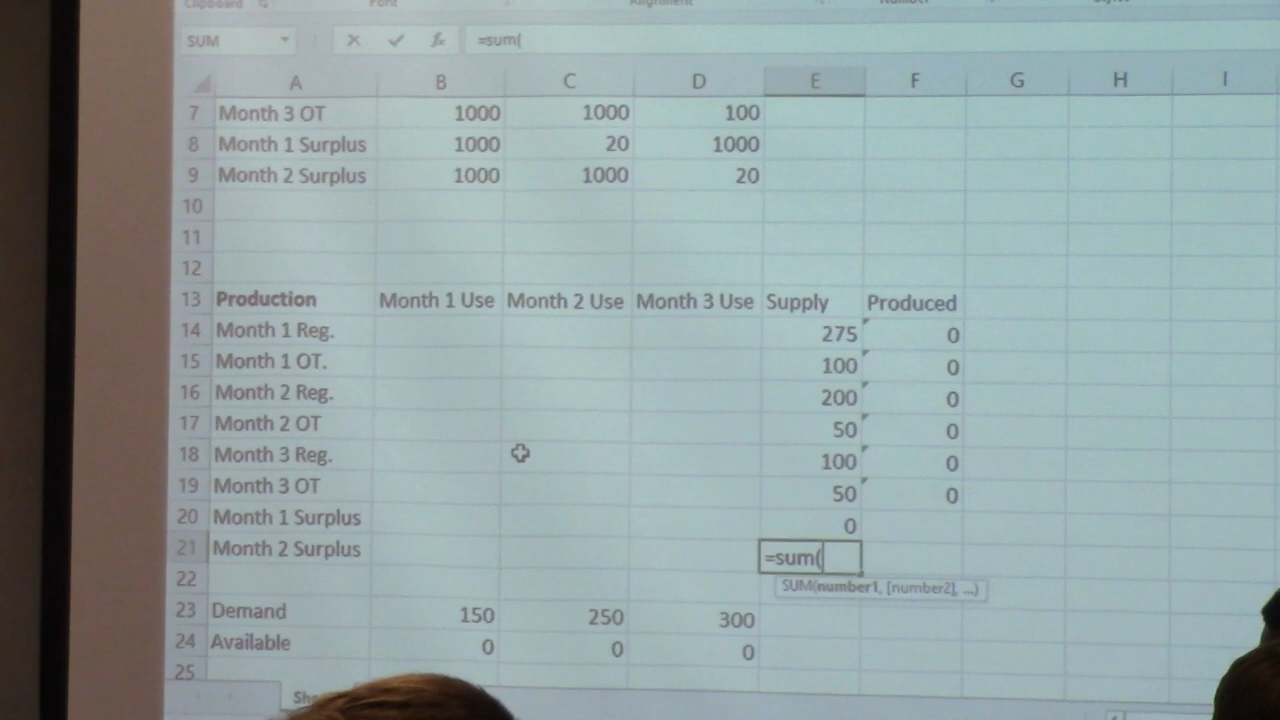 Clipboard Font Alignment Number Styles
SUM =sum(
A B C D E F G H I
7 Month 3 OT 1000 1000 100
8 Month 1 Surplus 1000 20 1000
9 Month 2 Surplus 1000 1000 20
10
11
12
13 Production Month 1 Use Month 2 Use Month 3 Use Supply Produced
14 Month 1 Reg. 275 0
15 Month 1 OT. 100 0
16 Month 2 Reg. 200 0
17 Month 2 OT 50 0
18 Month 3 Reg. 100 0
19 Month 3 OT 50 0
20 Month 1 Surplus 0
21 Month 2 Surplus =sum(
22 SUM(number1, [number2], ...)
23 Demand 150 250 300
24 Available 0 0 0
25